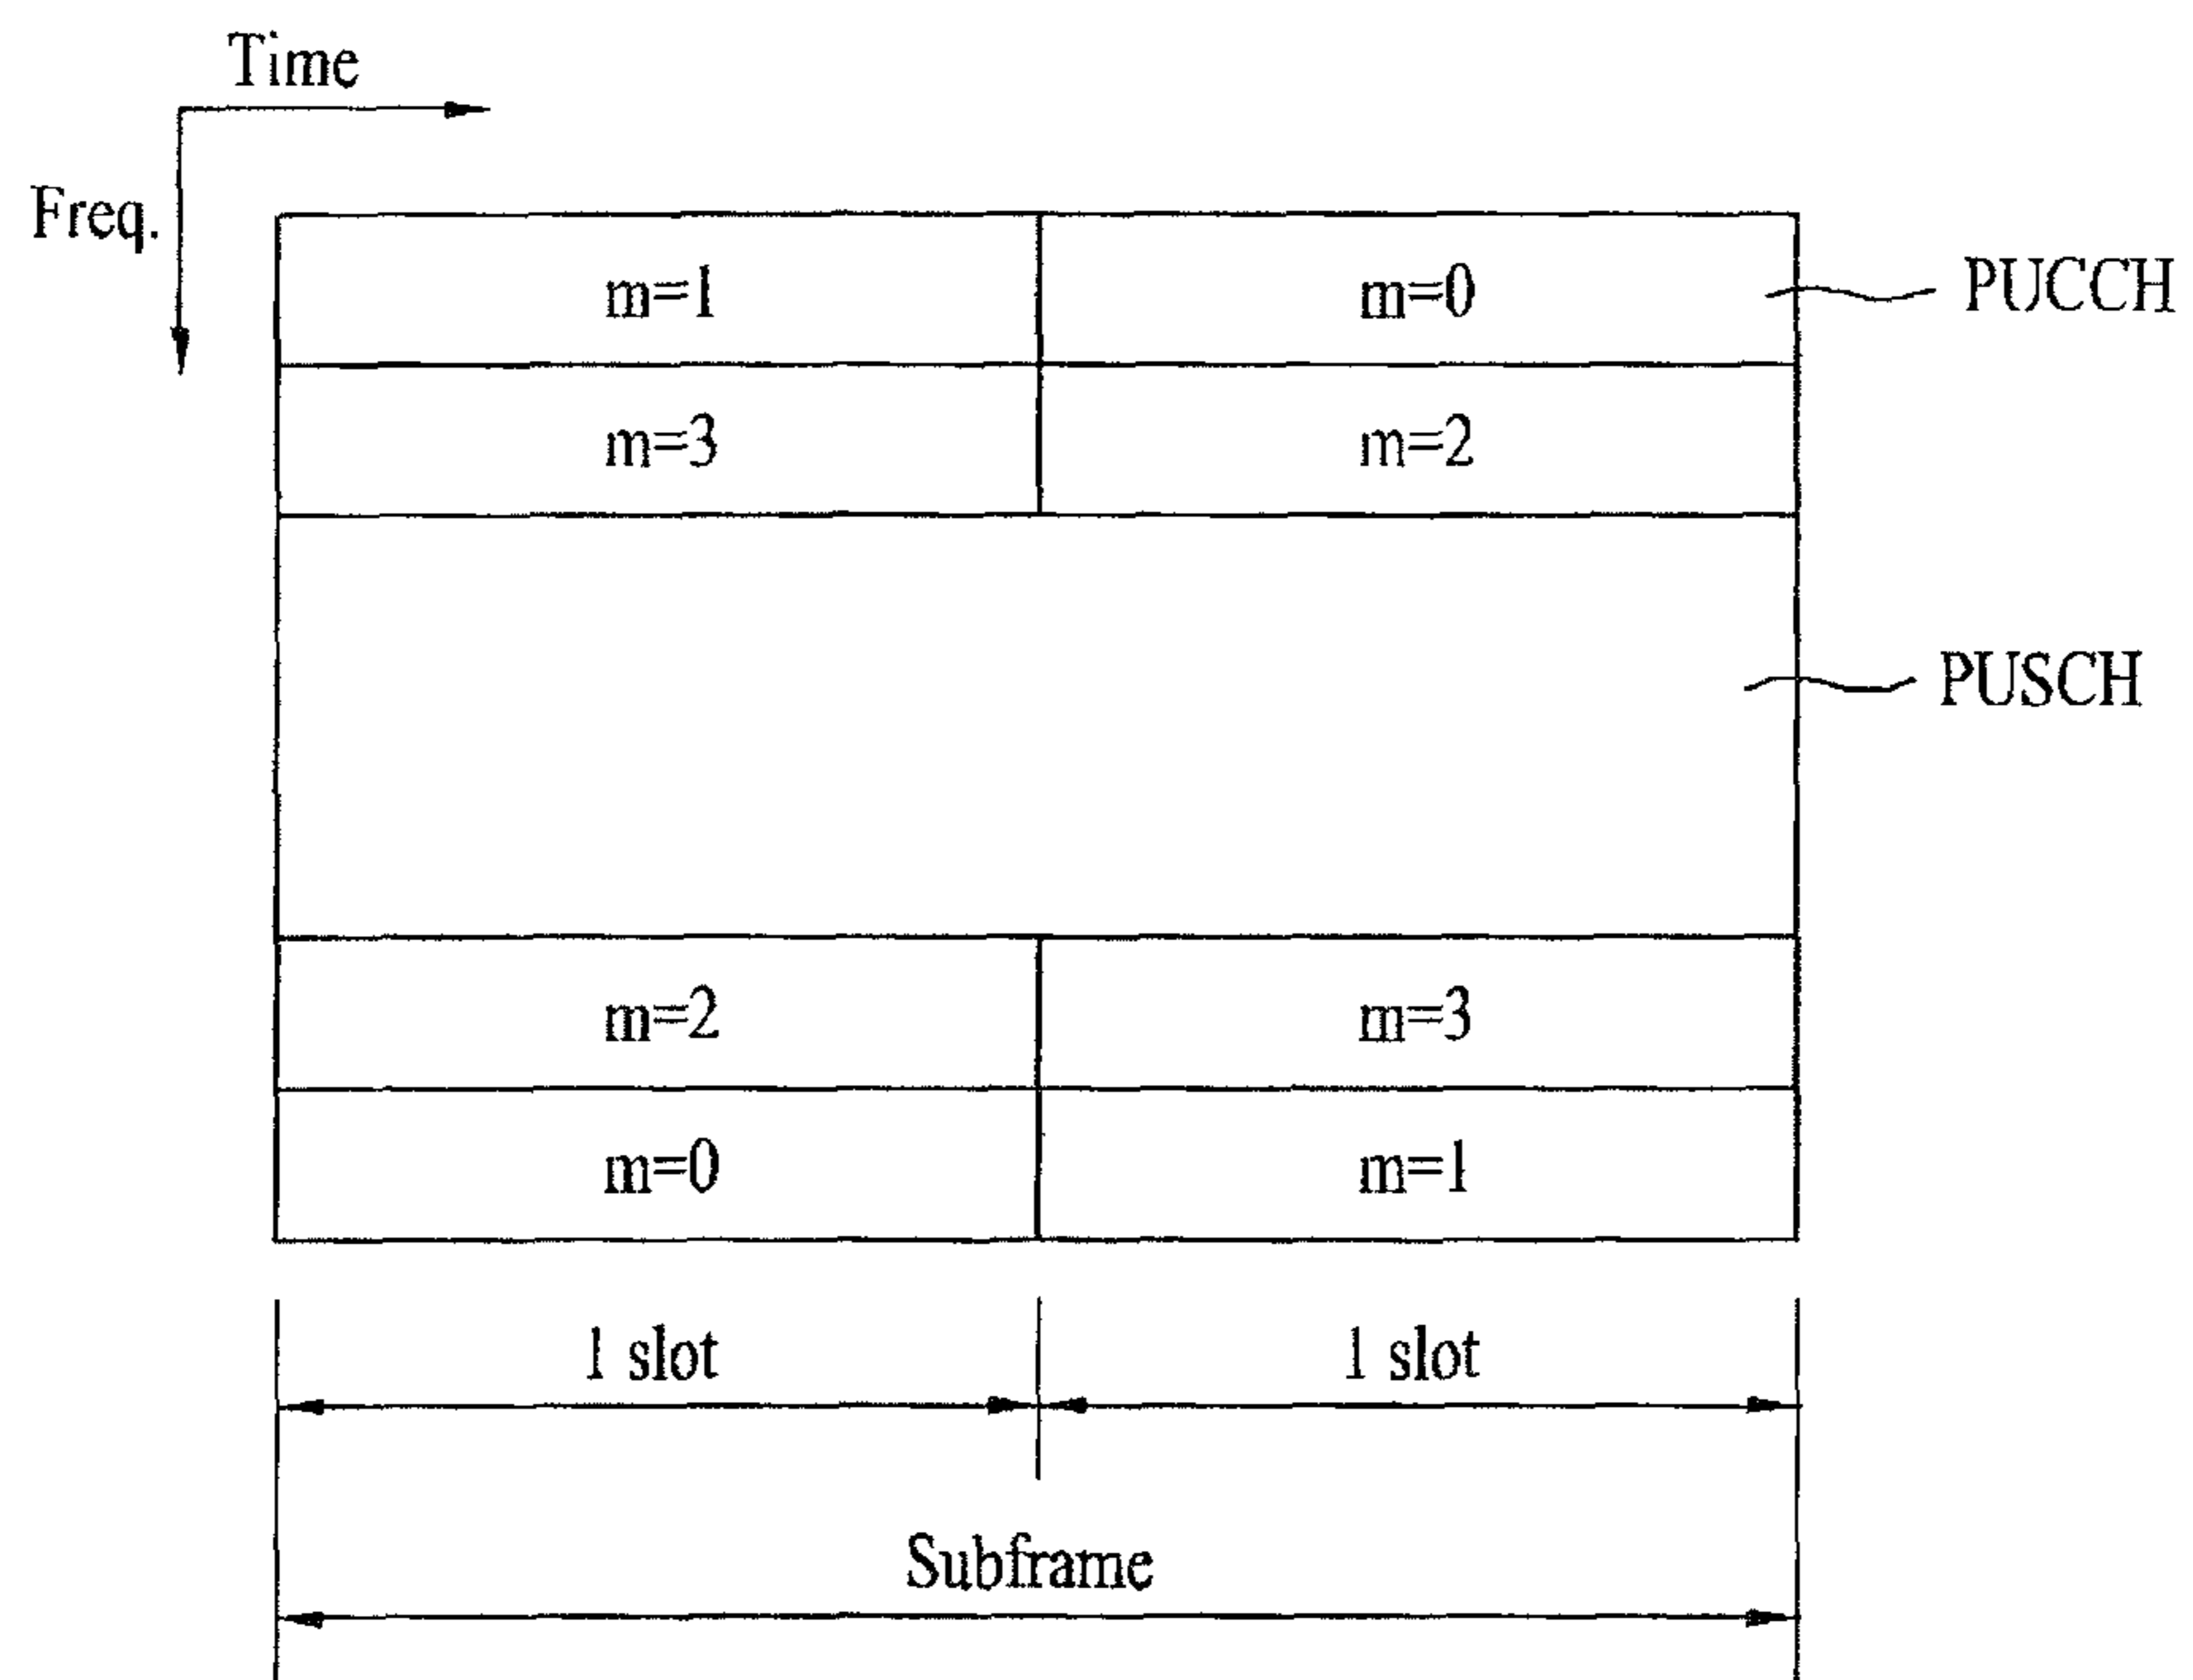 Time
Freq.
m=1 m=0 PUCCH
m=3 m=2
PUSCH
m=2 m=3
m=0 m=1
1 slot 1 slot
Subframe